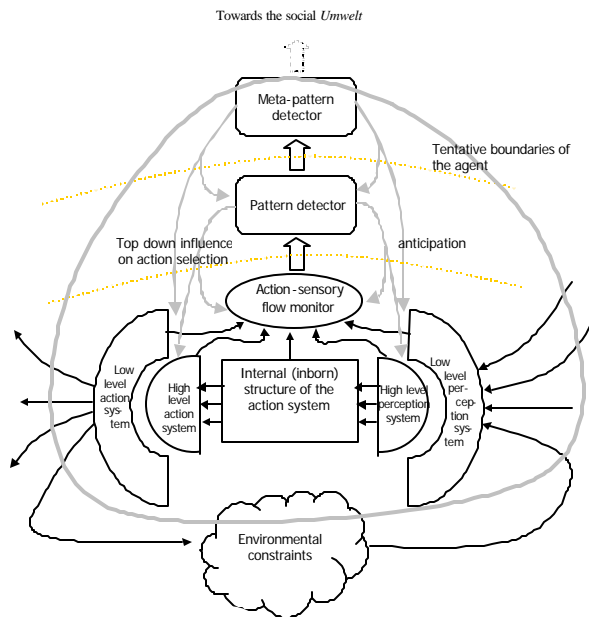 Towards the social Umwelt
Meta-pattern
detector
Tentative boundaries of
the agent
Pattern detector
Top down influence
on action selection
anticipation
Action-sensory
flow monitor
Low
level
action
sys-
tem
High
level
action
system
Internal (inborn)
structure of the
action system
High level
perception
system
Low
level
per-
cep-
tion
sys-
tem
Environmental
constraints